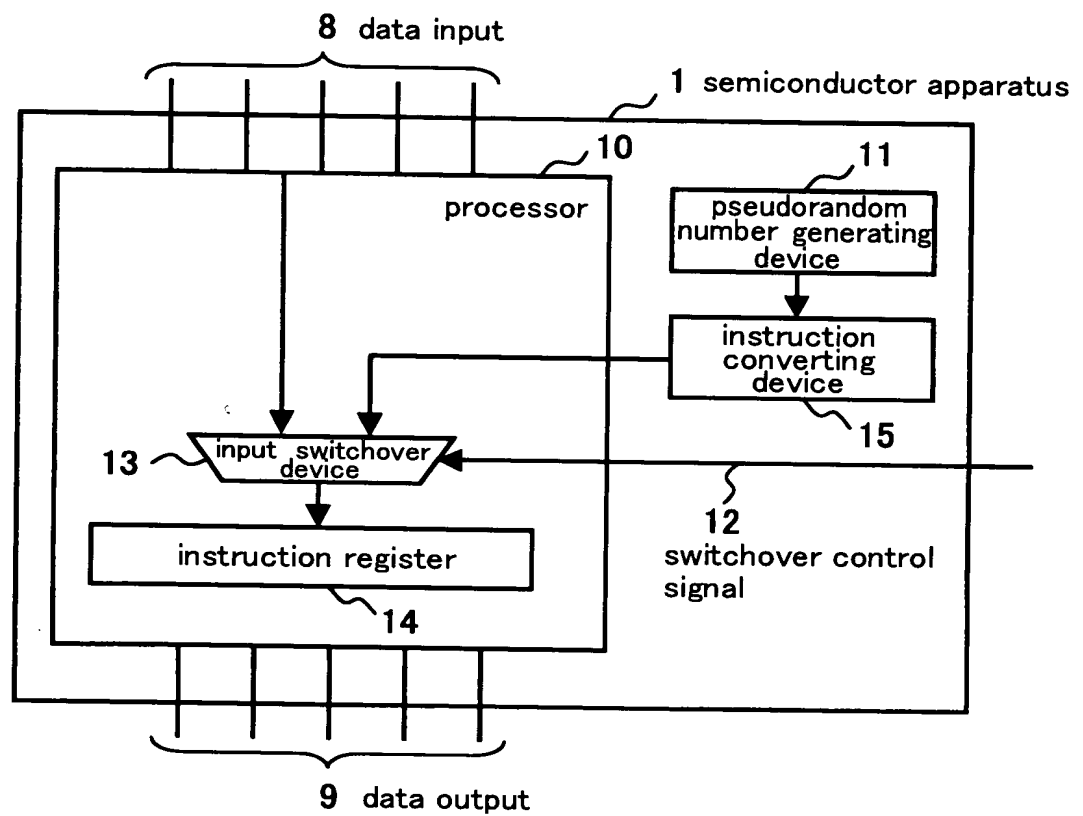 8 data input
1 semiconductor apparatus
10
processor
11
pseudorandom
number generating
device
instruction
converting
device
15
13
input switchover
device
12
switchover control
signal
instruction register
14
9 data output